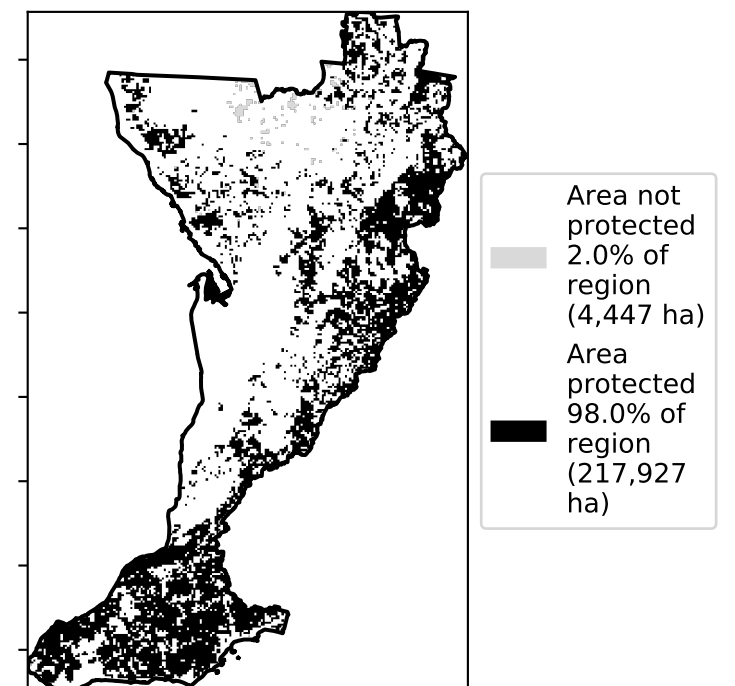 Area not
protected
2.0% of
region
(4,447 ha)
Area
protected
98.0% of
region
(217,927
ha)